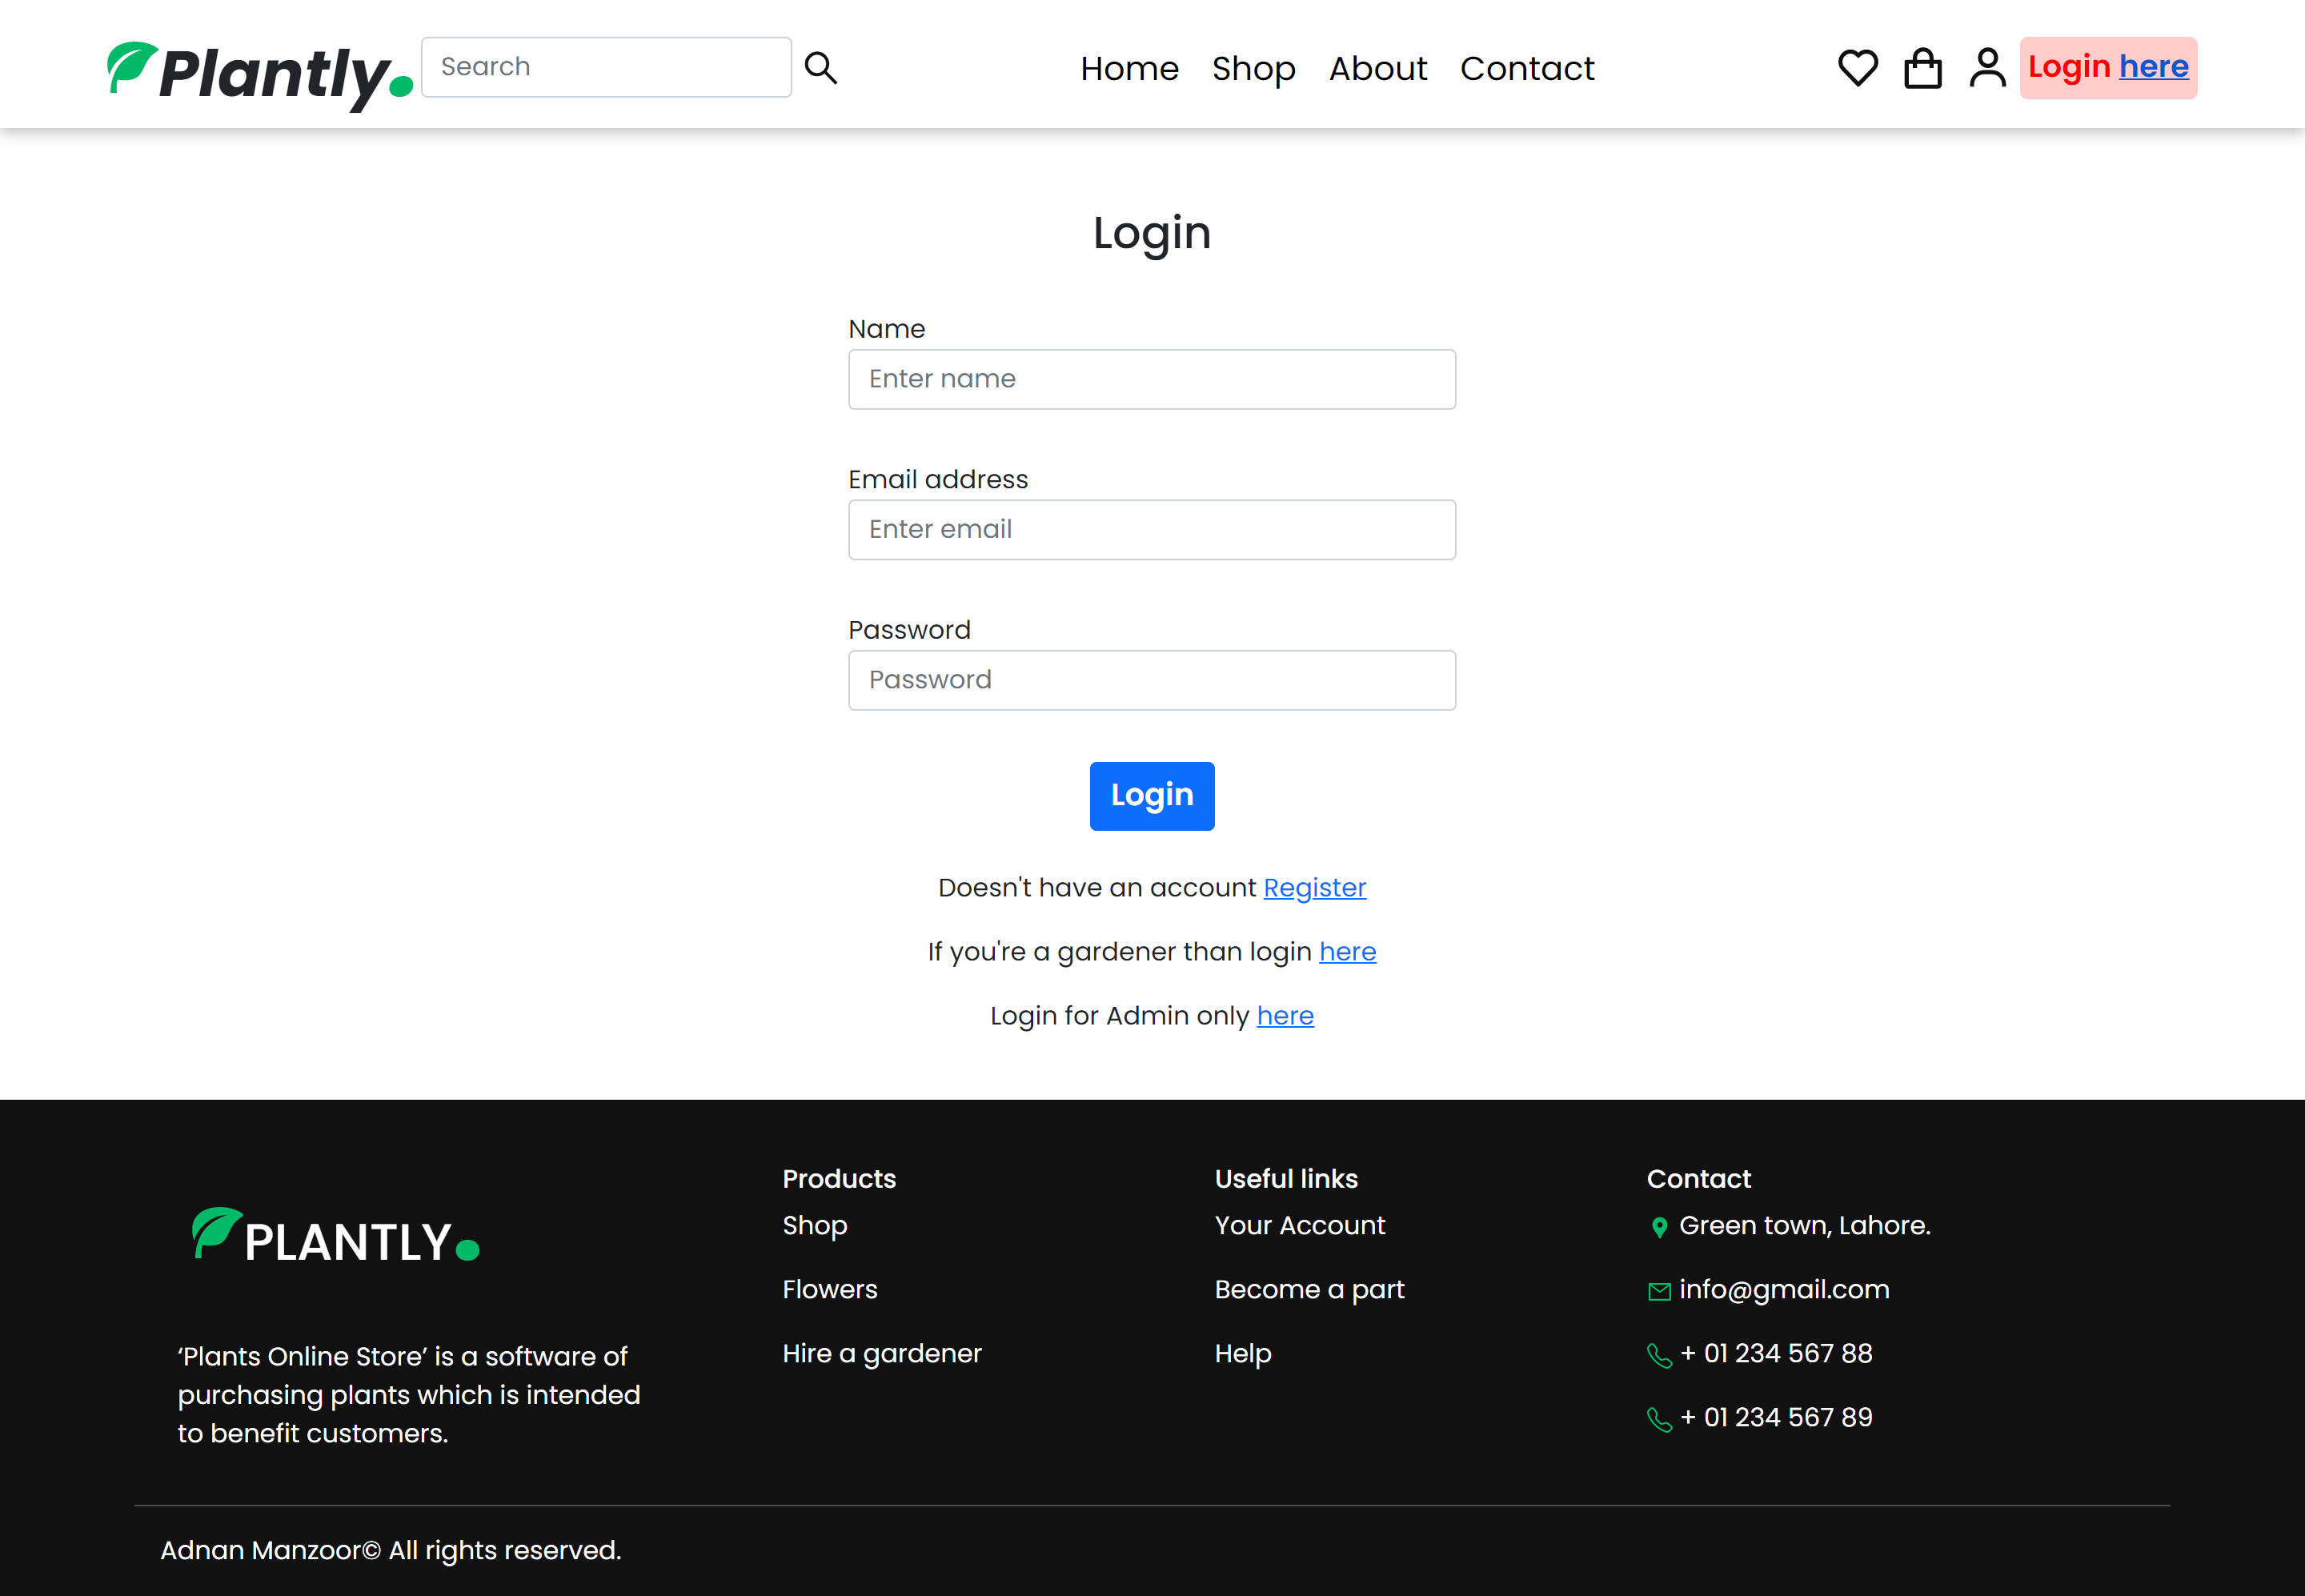 Plantly.
Search
Home Shop About Contact
Login here
Login
Name
Enter name
Email address
Enter email
Password
Password
Login
Doesn't have an account Register
If you're a gardener than login here
Login for Admin only here
PLANTLY.
‘Plants Online Store’ is a software of
purchasing plants which is intended
to benefit customers.
Products
Shop
Flowers
Hire a gardener
Useful links
Your Account
Become a part
Help
Contact
Green town, Lahore.
info@gmail.com
+ 01 234 567 88
+ 01 234 567 89
Adnan Manzoor© All rights reserved.